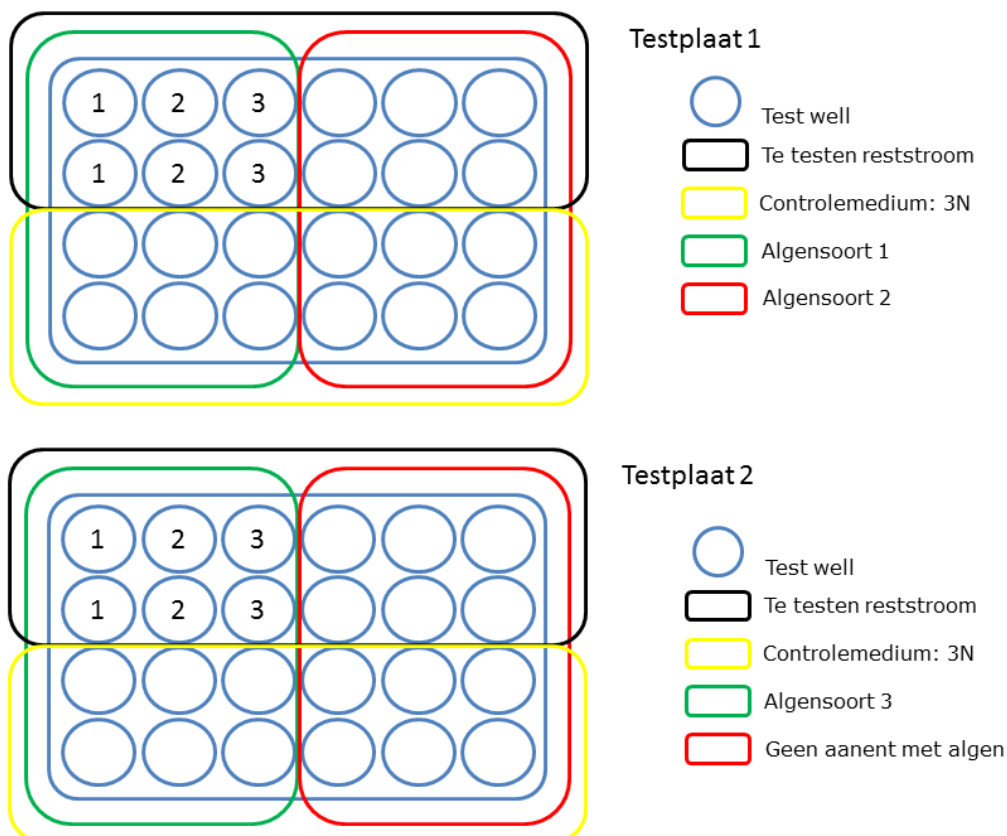 Testplaat 1
1 2 3
1 2 3
Test well
Te testen reststroom
Controlemedium: 3N
Algensoort 1
Algensoort 2
Testplaat 2
1 2 3
1 2 3
Test well
Te testen reststroom
Controlemedium: 3N
Algensoort 3
Geen aanent met algen